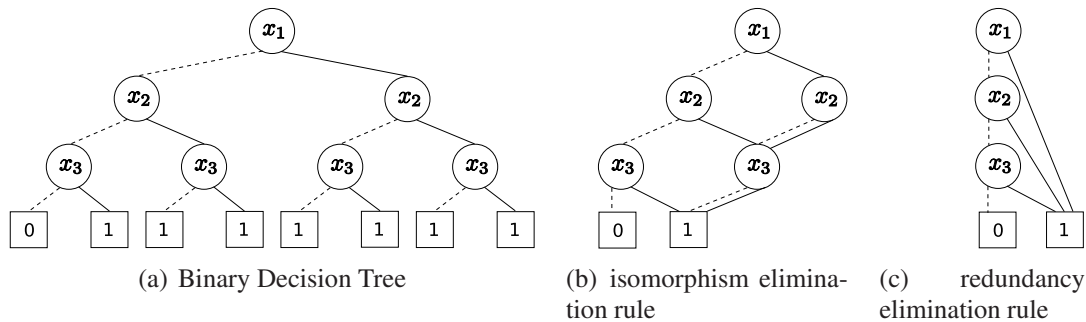 x₁
x₂ x₂
x₃ x₃ x₃ x₃
0 1 1 1 1 1 1 1
(a) Binary Decision Tree
x₁
x₂ x₂
x₃ x₃
0 1
(b) isomorphism elimina-
tion rule
x₁
x₂
x₃
0 1
(c) redundancy
elimination rule